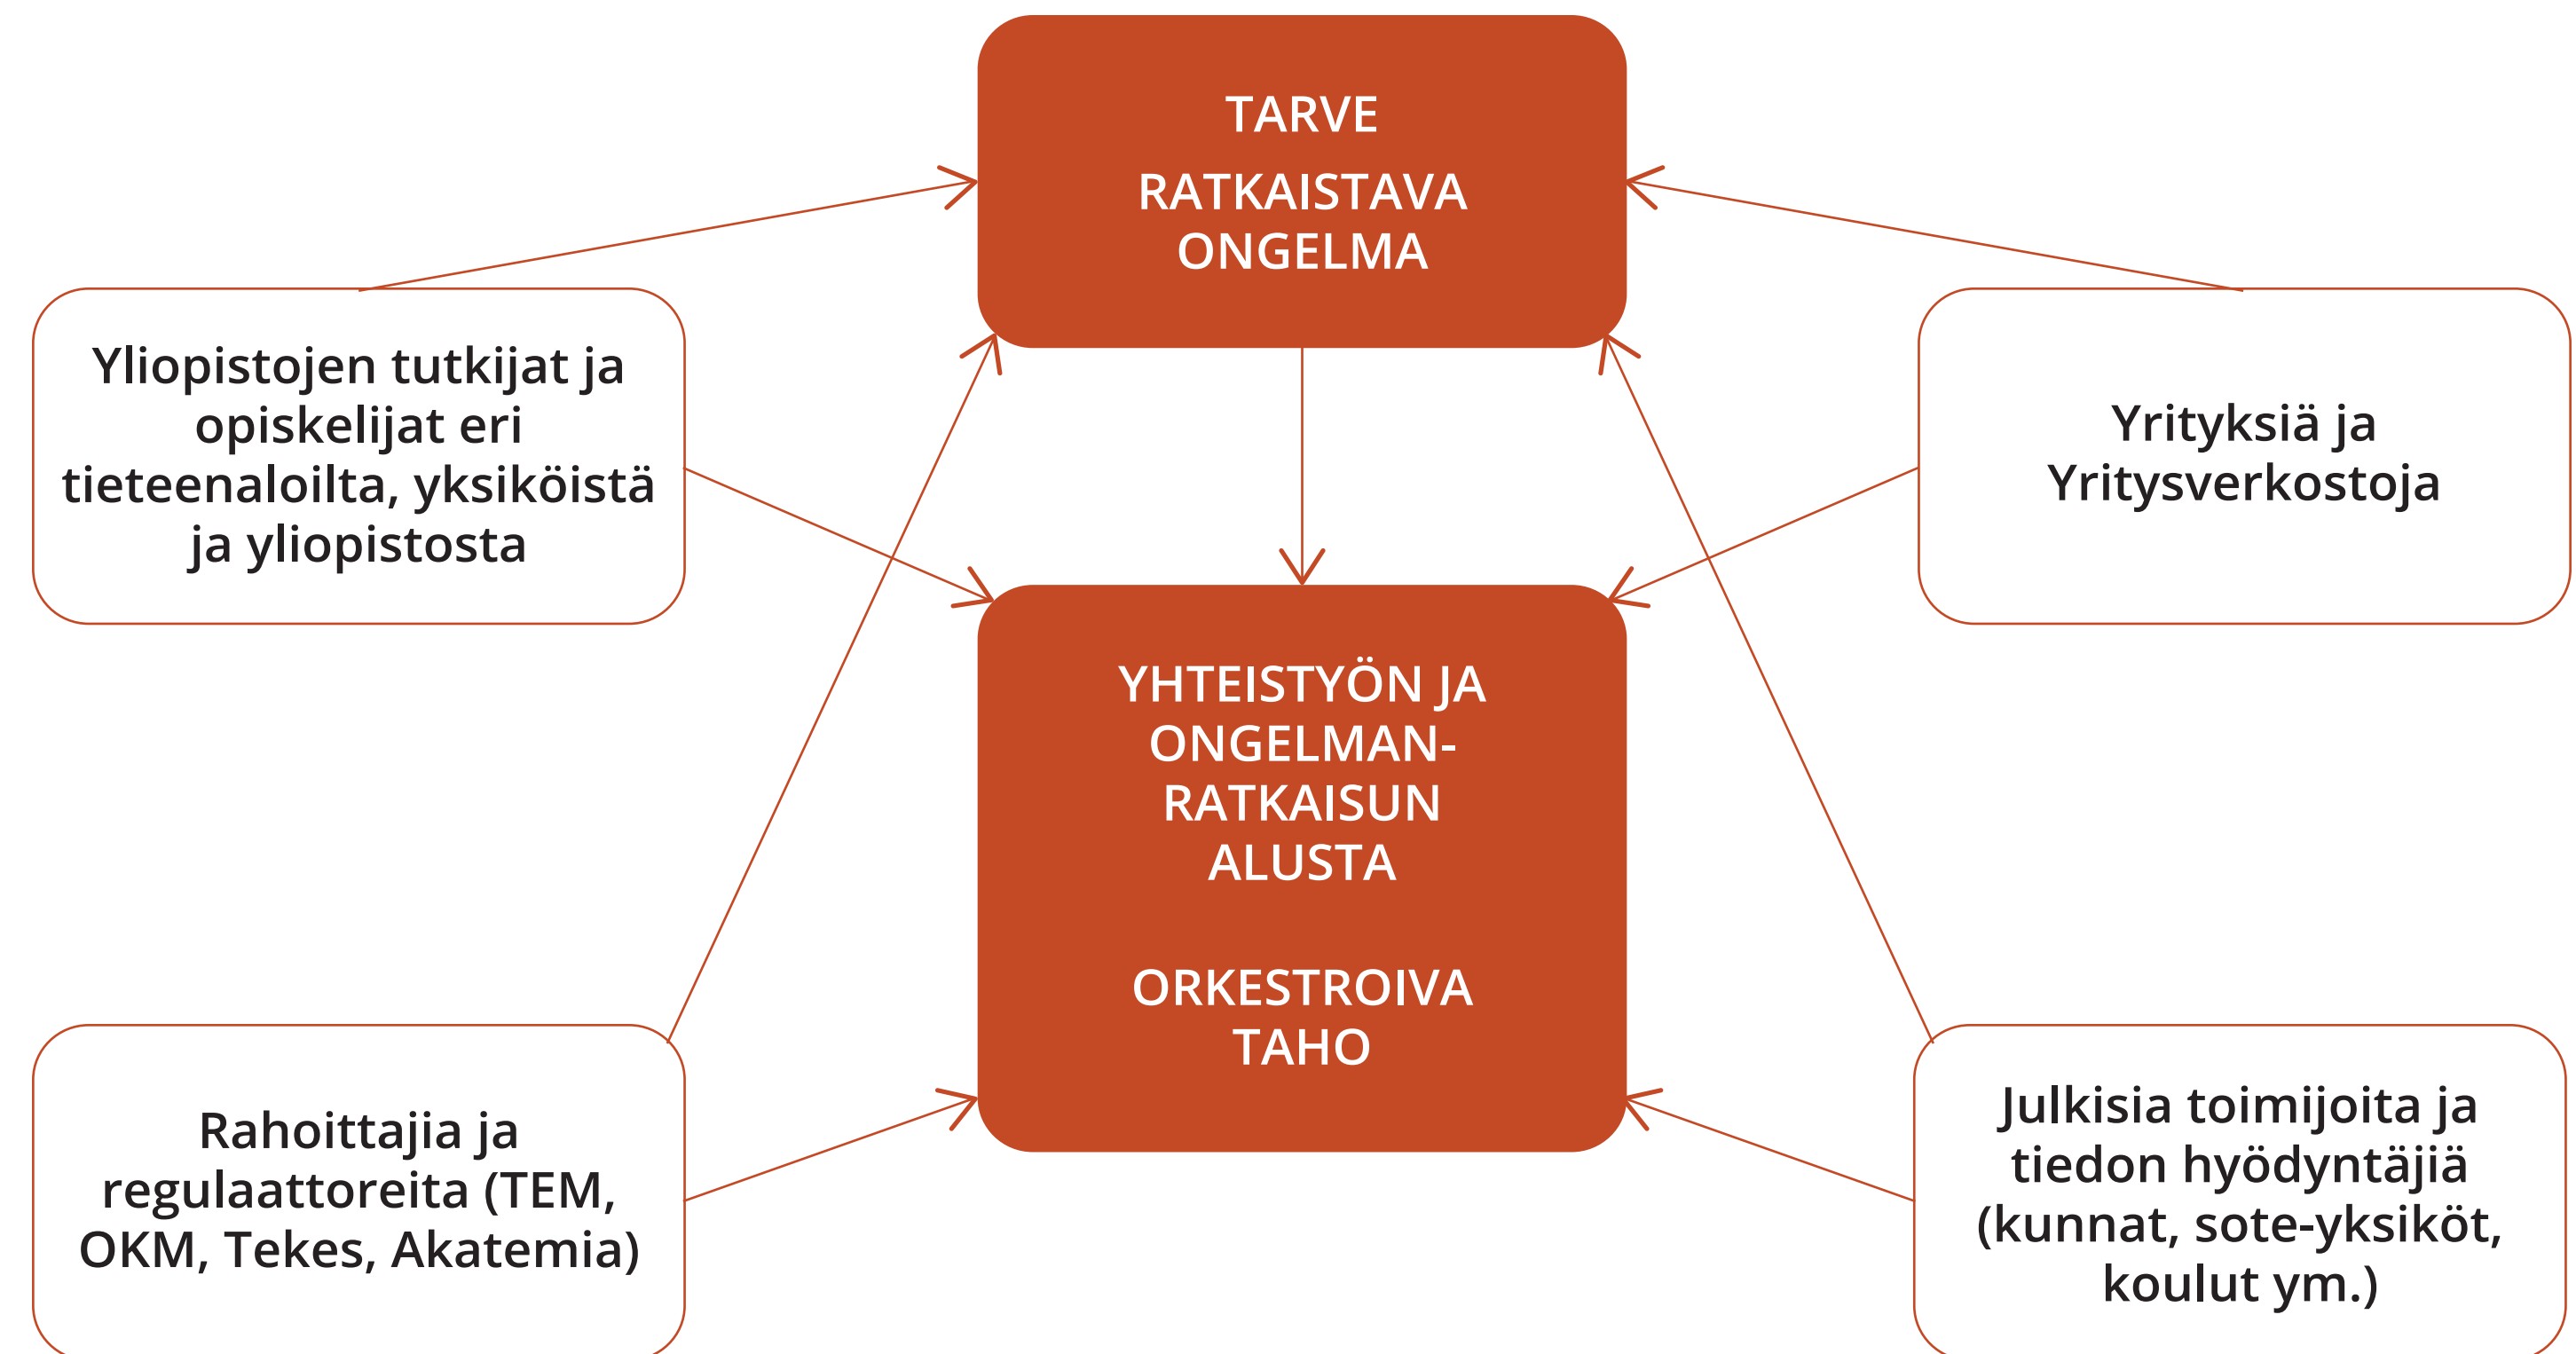 TARVE
RATKAISTAVA
ONGELMA
Yliopistojen tutkijat ja
opiskelijat eri
tieteenaloilta, yksiköistä
ja yliopistosta
Yrityksiä ja
Yritysverkostoja
YHTEISTYÖN JA
ONGELMAN-
RATKAISUN
ALUSTA
ORKESTROIVA
TAHO
Rahoittajia ja
regulaattoreita (TEM,
OKM, Tekes, Akatemia)
Julkisia toimijoita ja
tiedon hyödyntäjiä
(kunnat, sote-yksiköt,
koulut ym.)